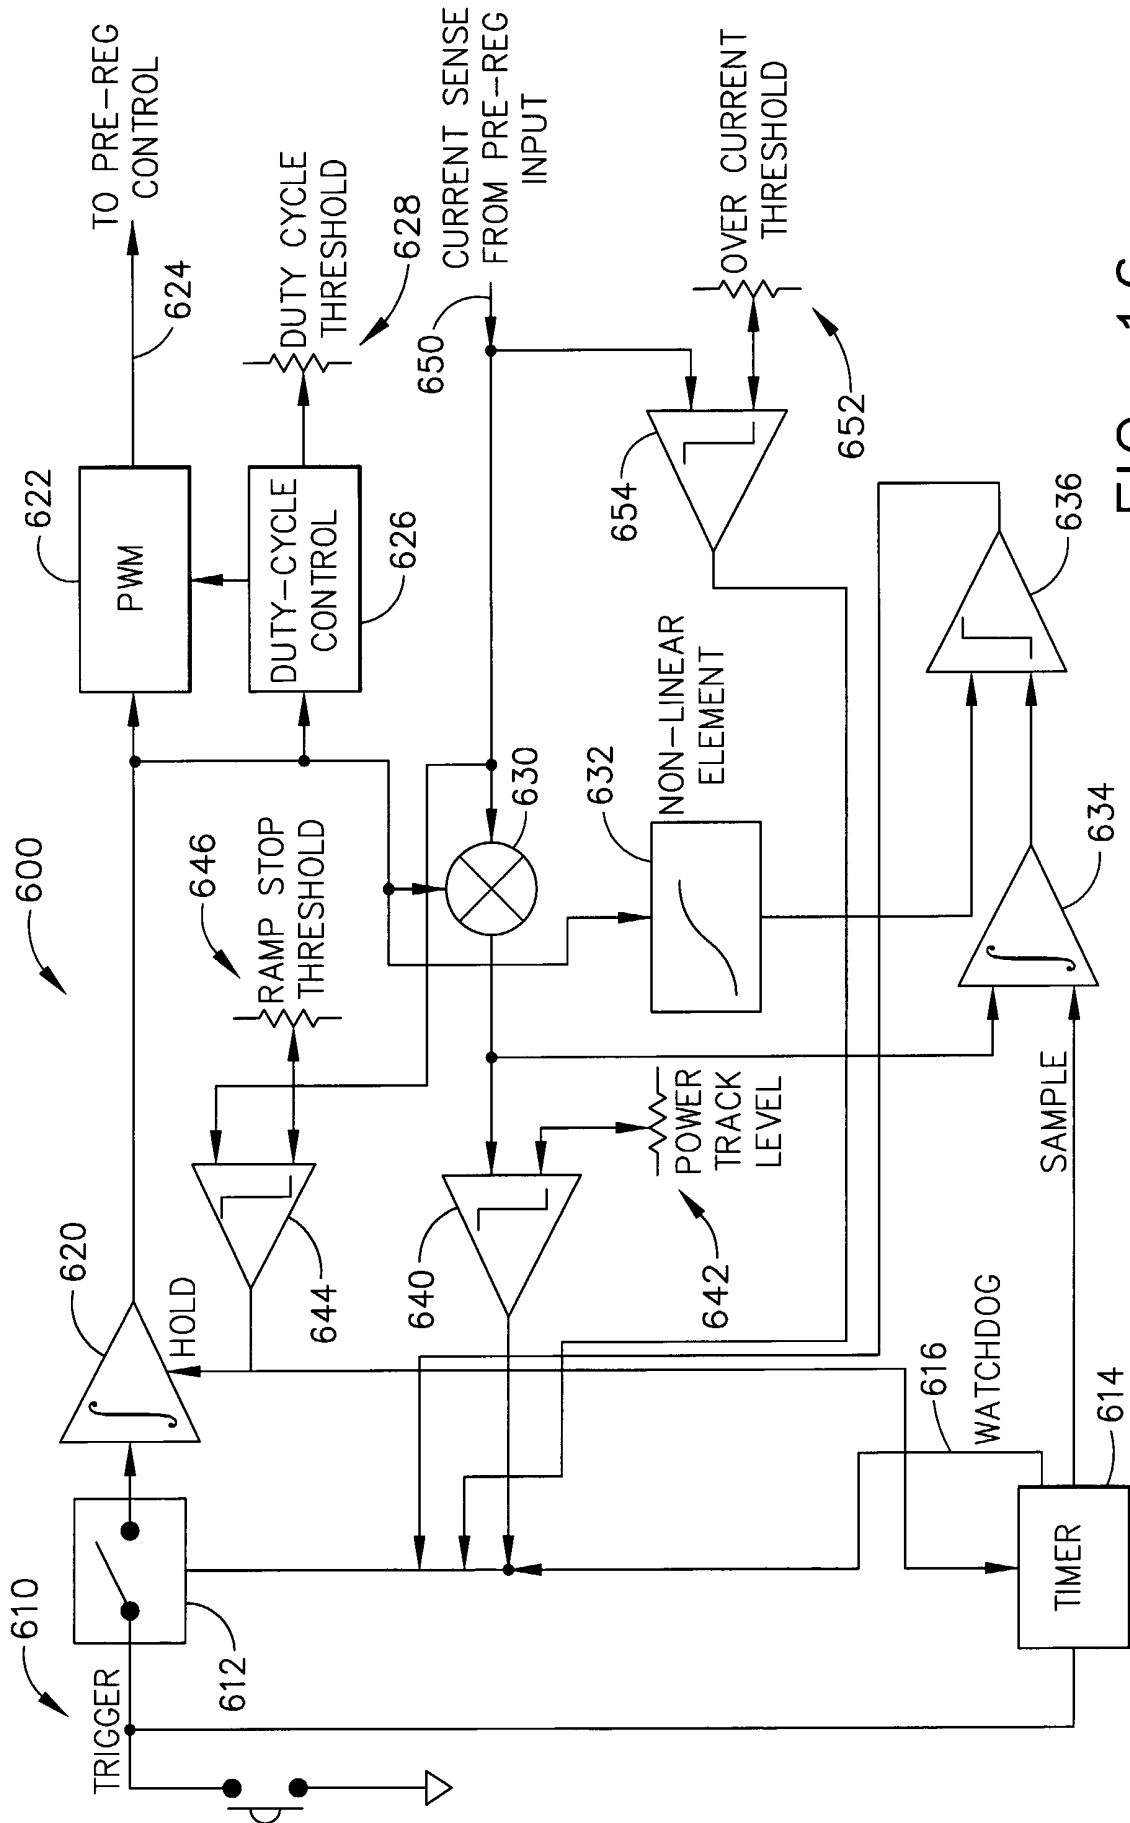 600
610
TRIGGER
612
620
HOLD
646
RAMP STOP
THRESHOLD
644
622
PWM
624
TO PRE-REG
CONTROL
DUTY-CYCLE
CONTROL
626
DUTY CYCLE
THRESHOLD
628
650
CURRENT SENSE
FROM PRE-REG
INPUT
630
640
642
POWER
TRACK
LEVEL
632
NON-LINEAR
ELEMENT
654
OVER CURRENT
THRESHOLD
652
636
634
SAMPLE
WATCHDOG
616
614
TIMER